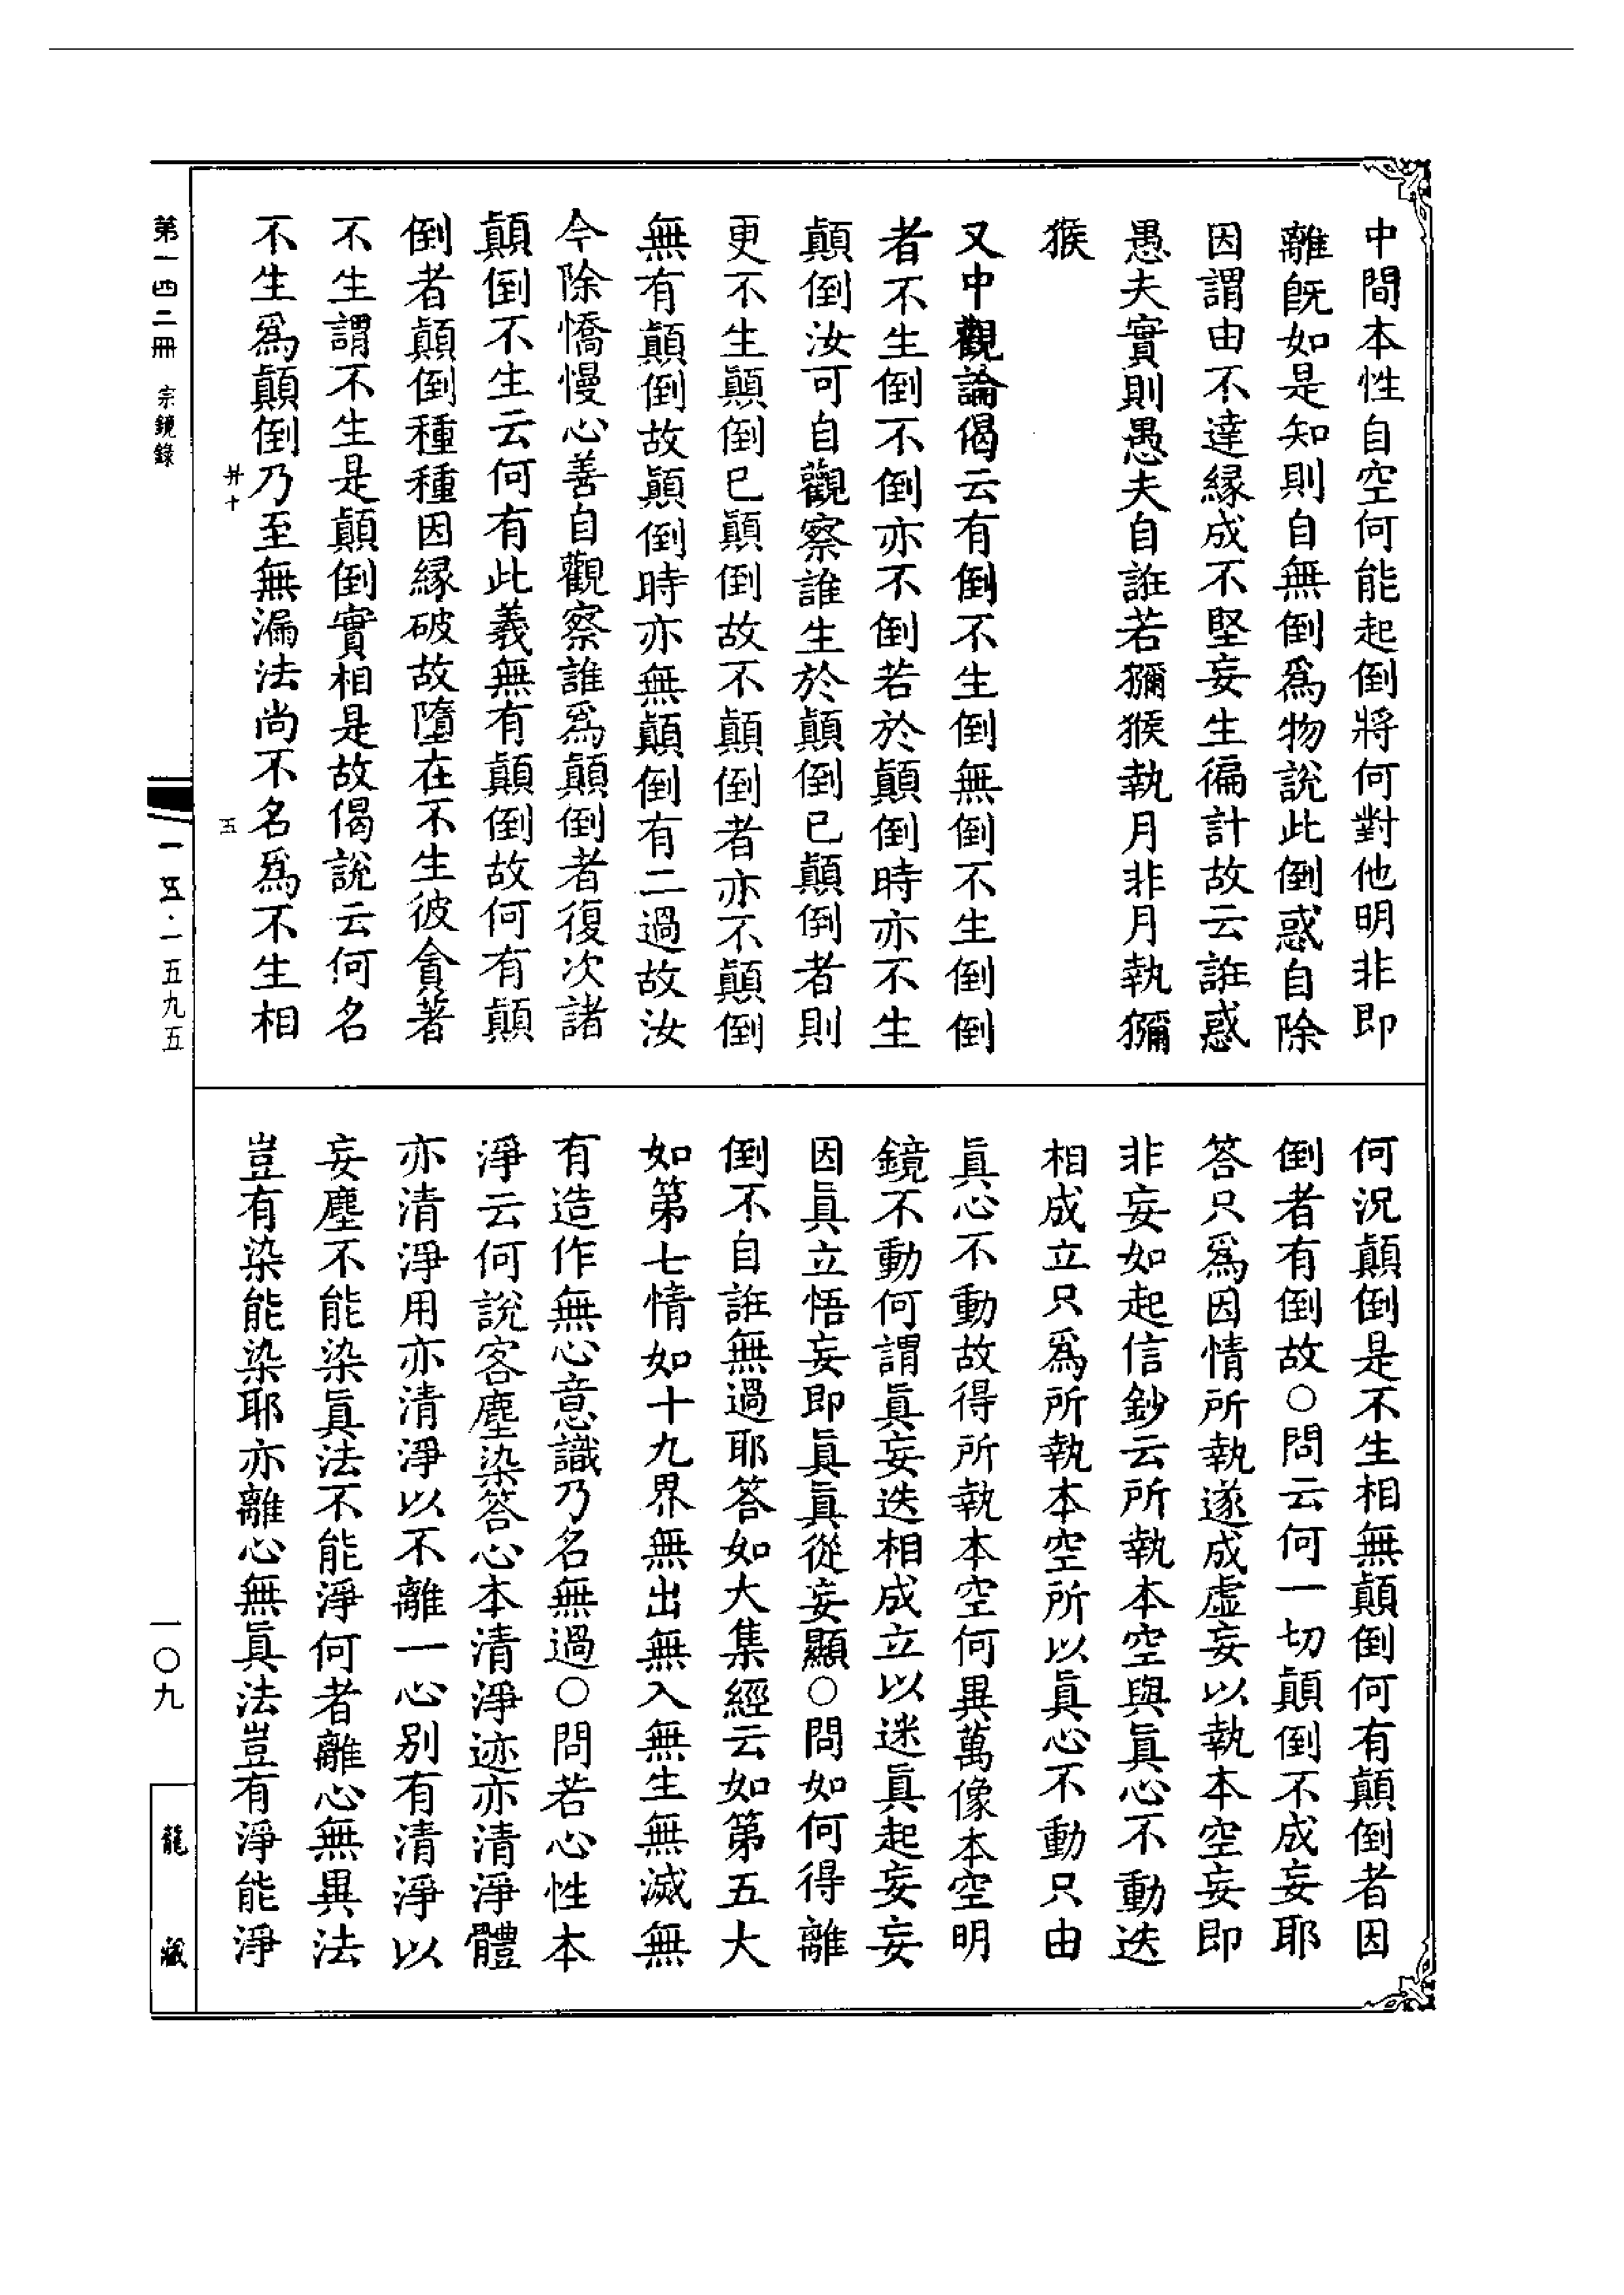 中間本性自空何能起倒將何對他明非即
離旣如是知則自無倒爲物說此倒惑自除
因謂由不達緣成不堅妄生徧計故云誑惑
愚夫實則愚夫自誑若獼猴執月非月執獼
猴
又中觀論偈云有倒不生倒無倒不生倒倒
者不生倒不倒亦不倒若於顛倒時亦不生
顛倒汝可自觀察誰生於顛倒已顛倒者則
更不生顛倒已顛倒故不顛倒者亦不顛倒
無有顛倒故顛倒時亦無顛倒有二過故汝
今除憍慢心善自觀察誰爲顛倒者復次諸
顛倒不生云何有此義無有顛倒故何有顛
倒者顛倒種種因緣破故墮在不生彼貪著
不生謂不生是顛倒實相是故偈說云何名
不生爲顛倒乃至無漏法尚不名爲不生相
何況顛倒是不生相無顛倒何有顛倒者因
倒者有倒故○問云何一切顛倒不成妄耶
答只爲因情所執遂成虛妄以執本空妄即
非妄如起信鈔云所執本空與眞心不動迭
相成立只爲所執本空所以眞心不動只由
眞心不動故得所執本空何異萬像本空明
鏡不動何謂眞妄迭相成立以迷眞起妄妄
因眞立悟妄即眞眞從妄顯○問如何得離
倒不自誑無過耶答如大集經云如第五大
如第七情如十九界無出無入無生無滅無
有造作無心意識乃名無過○問若心性本
淨云何說客塵染答心本清淨迹亦清淨體
亦清淨用亦清淨以不離一心别有清淨以
妄塵不能染眞法不能淨何者離心無異法
豈有染能染耶亦離心無眞法豈有淨能淨
第一四二冊 宗鏡錄
五
一五·一五九五
一〇九
龍藏